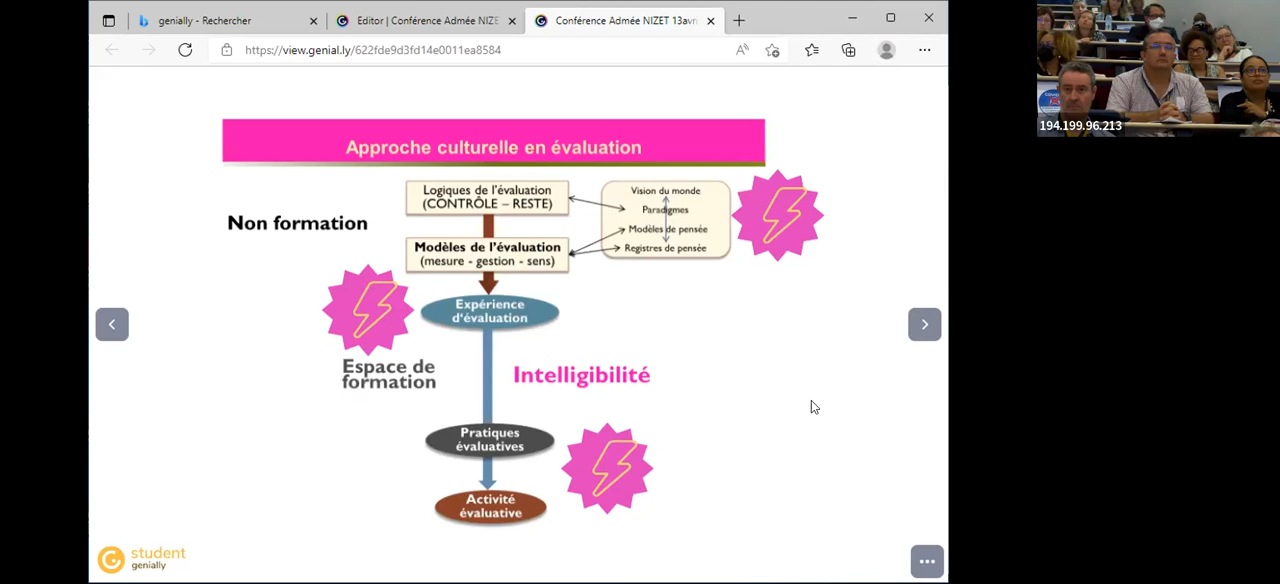 genially - Rechercher
Editor | Conférence Admée NIZE
Conférence Admée NIZET 13avr
https://view.genial.ly/622fde9d3fd14e0011ea8584
194.199.96.213
Approche culturelle en évaluation
Logiques de l'évaluation
(CONTRÔLE – RESTE)
Vision du monde
Paradigmes
Modèles de pensée
Registres de pensée
Non formation
Modèles de l'évaluation
(mesure - gestion - sens)
Expérience
d'évaluation
Espace de
formation
Intelligibilité
Pratiques
évaluatives
Activité
évaluative
student
genially